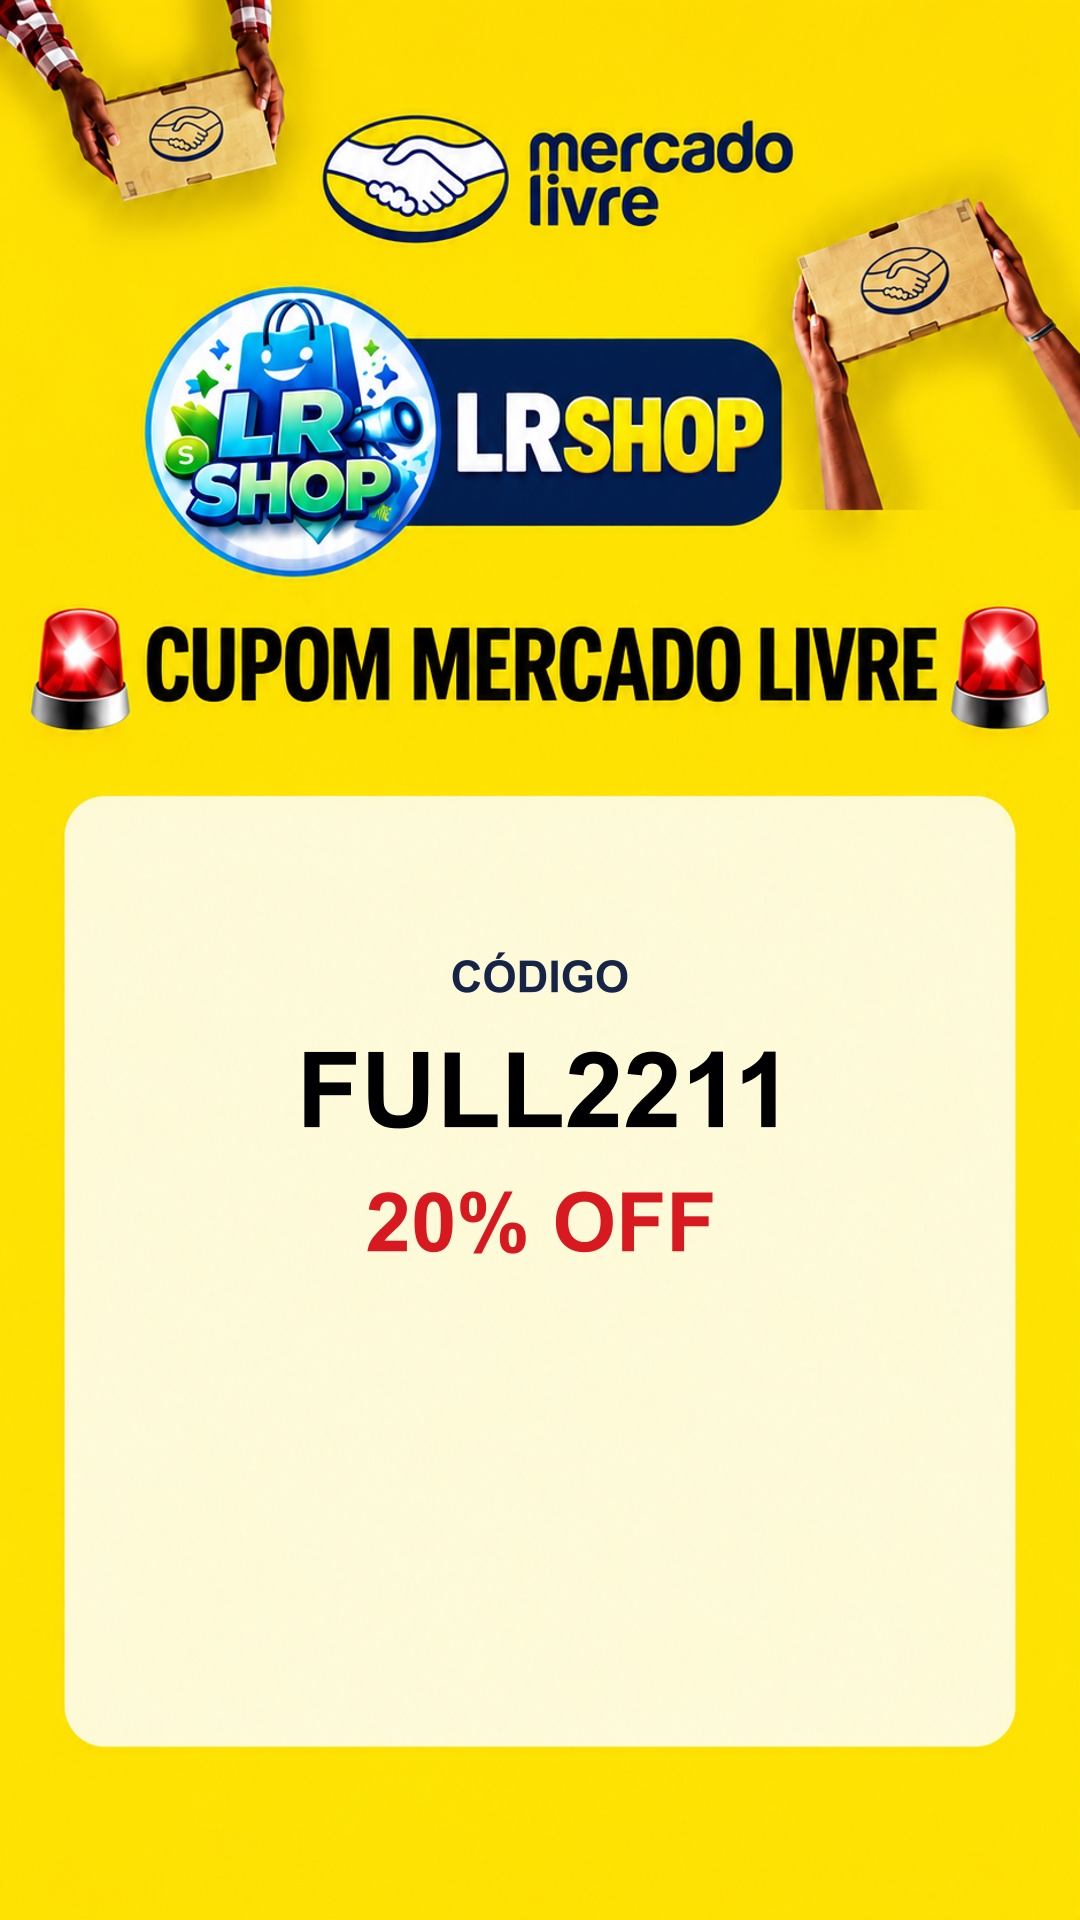 mercado
livre
LR
SHOP
S
LRSHOP
CUPOM MERCADO LIVRE
CÓDIGO
FULL2211
20% OFF